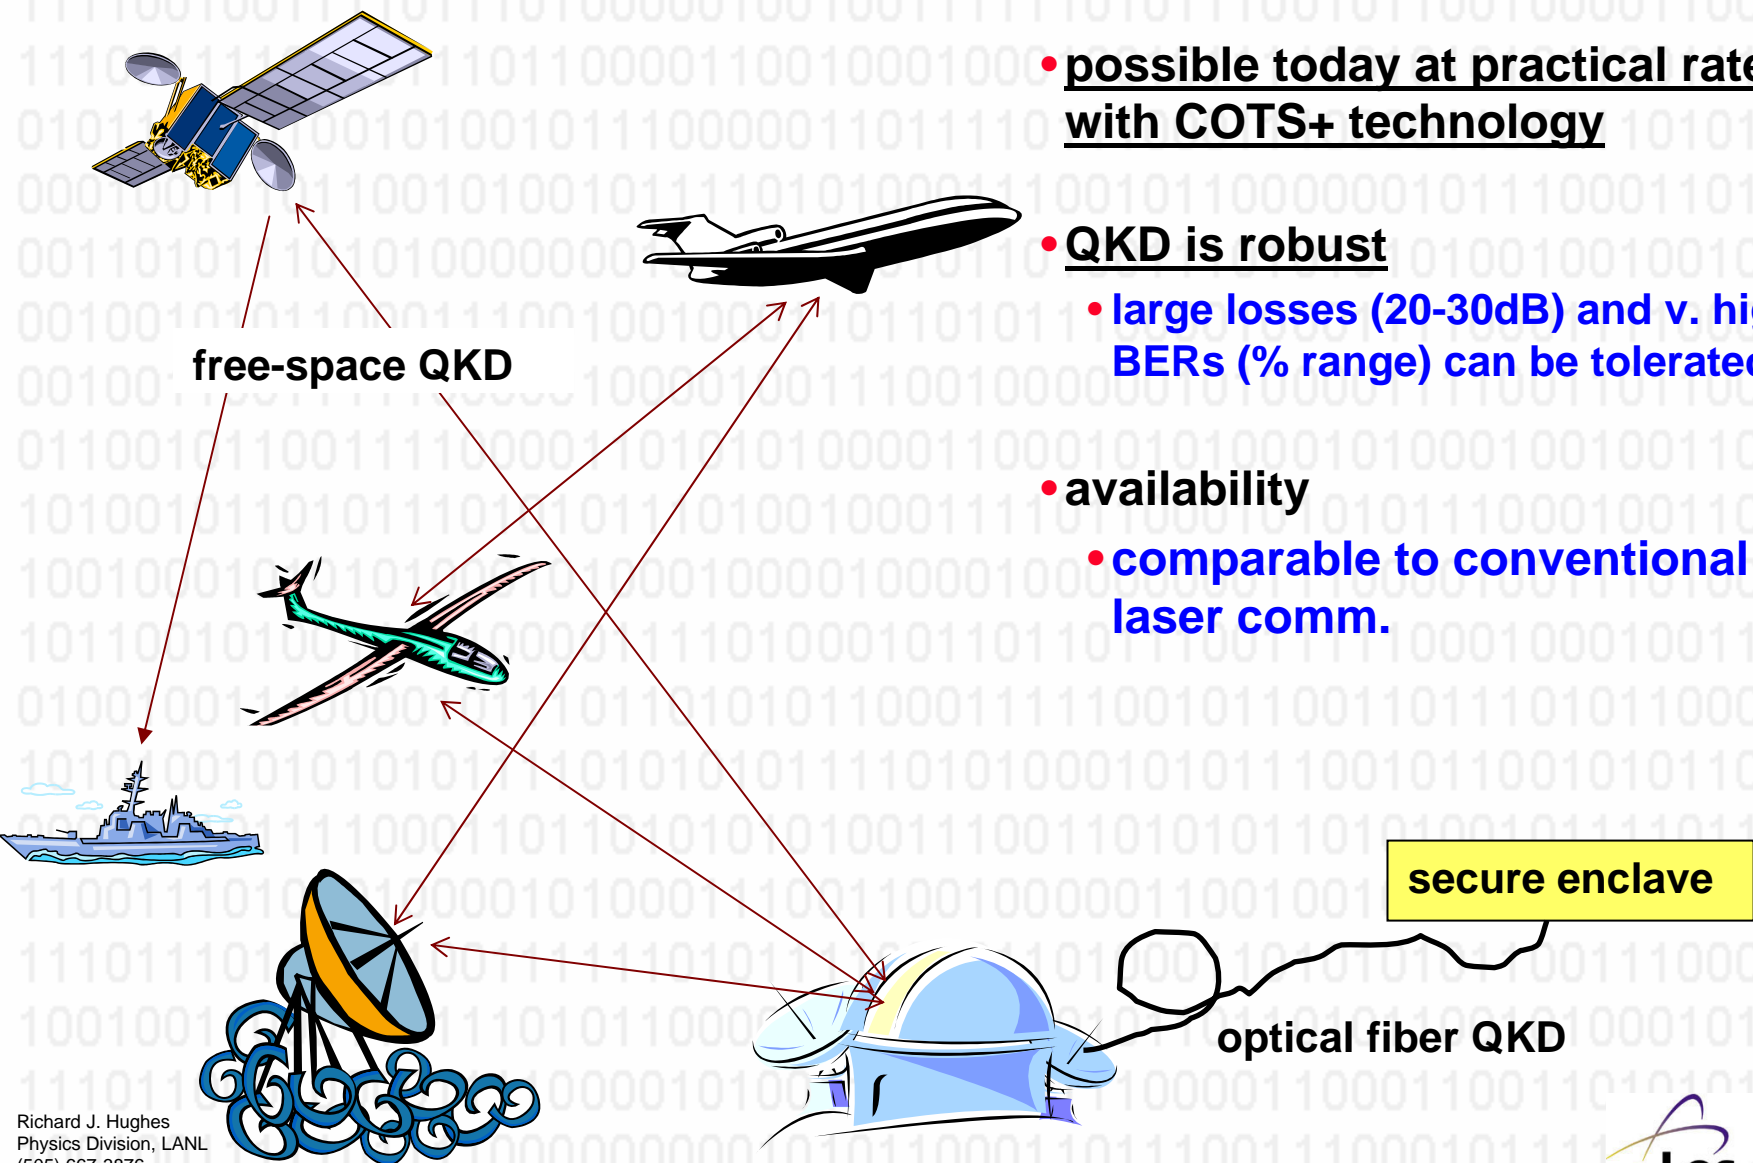 • possible today at practical rate
with COTS+ technology
• QKD is robust
• large losses (20-30dB) and v. hig
BERs (% range) can be tolerated
• availability
• comparable to conventional
laser comm.
free-space QKD
secure enclave
optical fiber QKD
Richard J. Hughes
Physics Division, LANL
Los